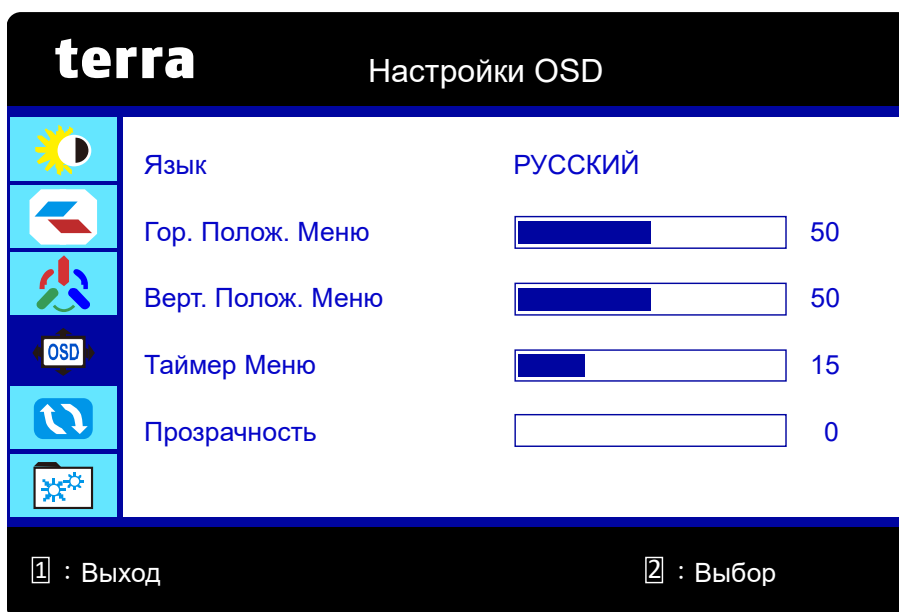 terra
Настройки OSD
Язык РУССКИЙ
Гор. Полож. Меню 50
Верт. Полож. Меню 50
OSD
Таймер Меню 15
Прозрачность 0
1 : Выход 2 : Выбор